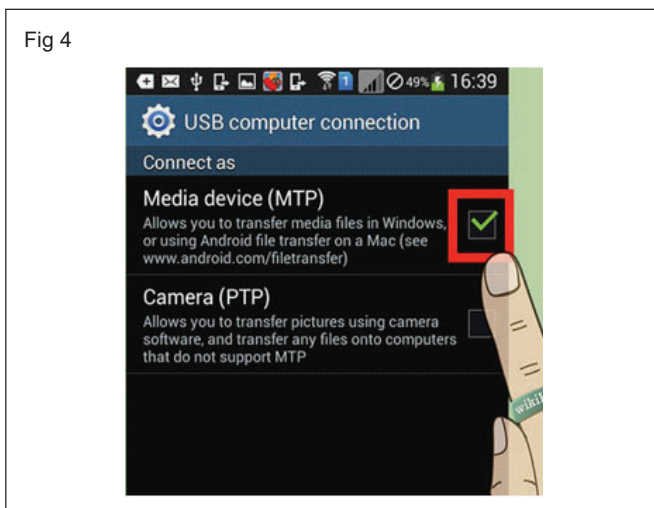 Fig 4
1 49% 16:39
USB computer connection
Connect as
Media device (MTP)
Allows you to transfer media files in Windows,
or using Android file transfer on a Mac (see
www.android.com/filetransfer)
Camera (PTP)
Allows you to transfer pictures using camera
software, and transfer any files onto computers
that do not support MTP